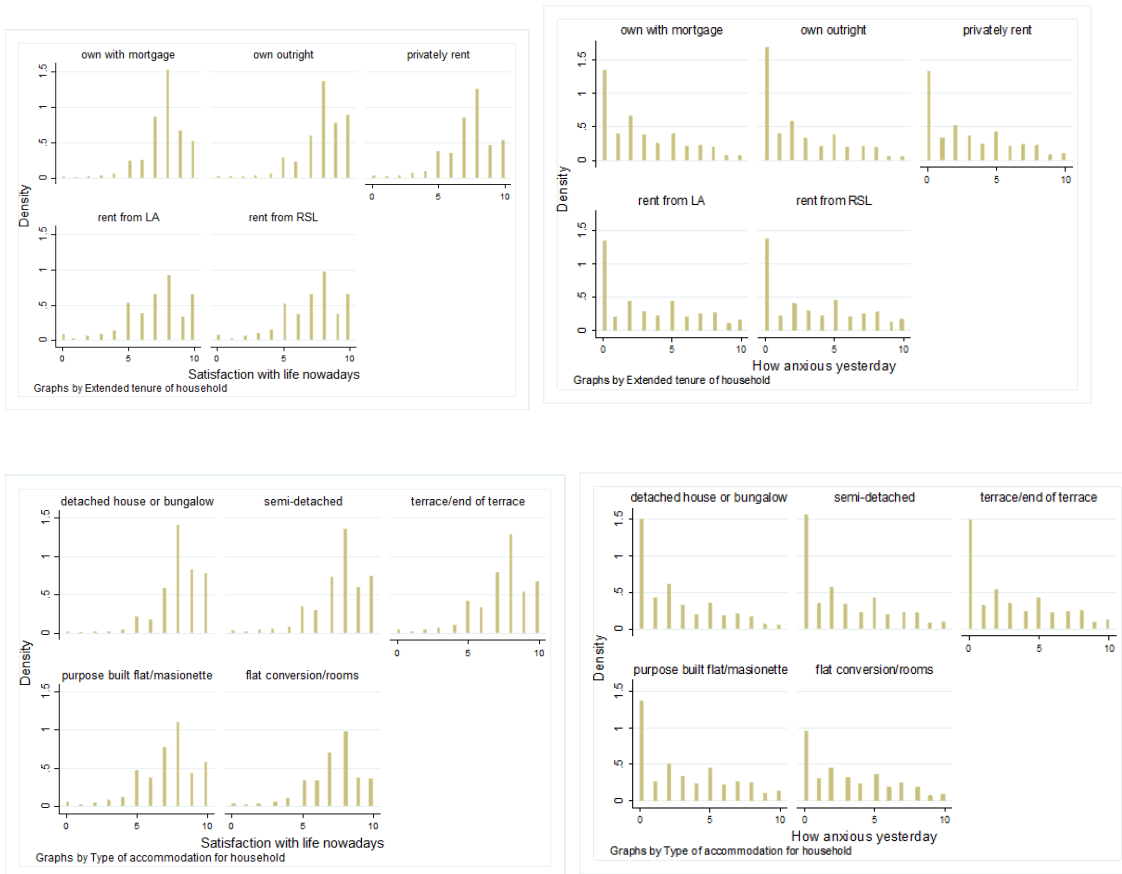 own with mortgage own outright privately rent
1.5
1
.5
0
0 5 10
rent from LA rent from RSL
1.5
1
.5
0
0 5 10 0 5 10
Density
Satisfaction with life nowadays
Graphs by Extended tenure of household
own with mortgage own outright privately rent
1.5
1
.5
0
0 5 10
rent from LA rent from RSL
1.5
1
.5
0
0 5 10 0 5 10
Density
How anxious yesterday
Graphs by Extended tenure of household
detached house or bungalow semi-detached terrace/end of terrace
1.5
1
.5
0
0 5 10
purpose built flat/masionette flat conversion/rooms
1.5
1
.5
0
0 5 10 0 5 10
Density
Satisfaction with life nowadays
Graphs by Type of accommodation for household
detached house or bungalow semi-detached terrace/end of terrace
1.5
1
.5
0
0 5 10
purpose built flat/masionette flat conversion/rooms
1.5
1
.5
0
0 5 10 0 5 10
Density
How anxious yesterday
Graphs by Type of accommodation for household